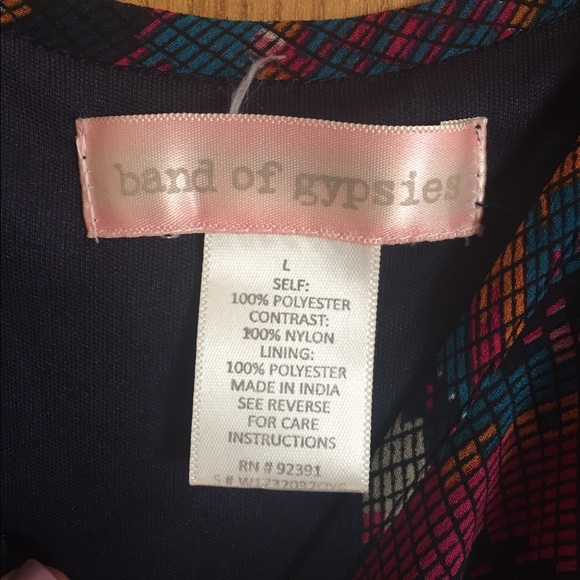 band of gypsies
L
SELF:
100% POLYESTER
CONTRAST:
100% NYLON
LINING:
100% POLYESTER
MADE IN INDIA
SEE REVERSE
FOR CARE
INSTRUCTIONS
RN # 92391
S #